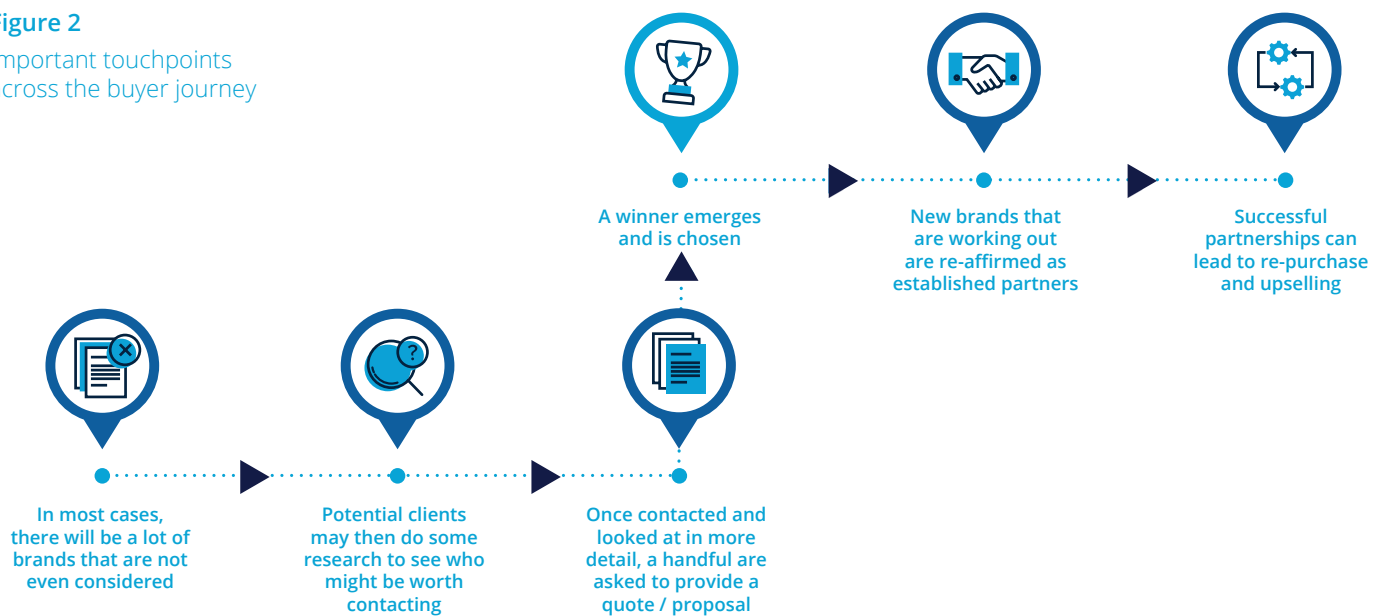 Figure 2
important touchpoints
across the buyer journey
A winner emerges
and is chosen
New brands that
are working out
are re-affirmed as
established partners
Successful
partnerships can
lead to re-purchase
and upselling
?
In most cases,
there will be a lot of
brands that are not
even considered
Potential clients
may then do some
research to see who
might be worth
contacting
Once contacted and
looked at in more
detail, a handful are
asked to provide a
quote / proposal